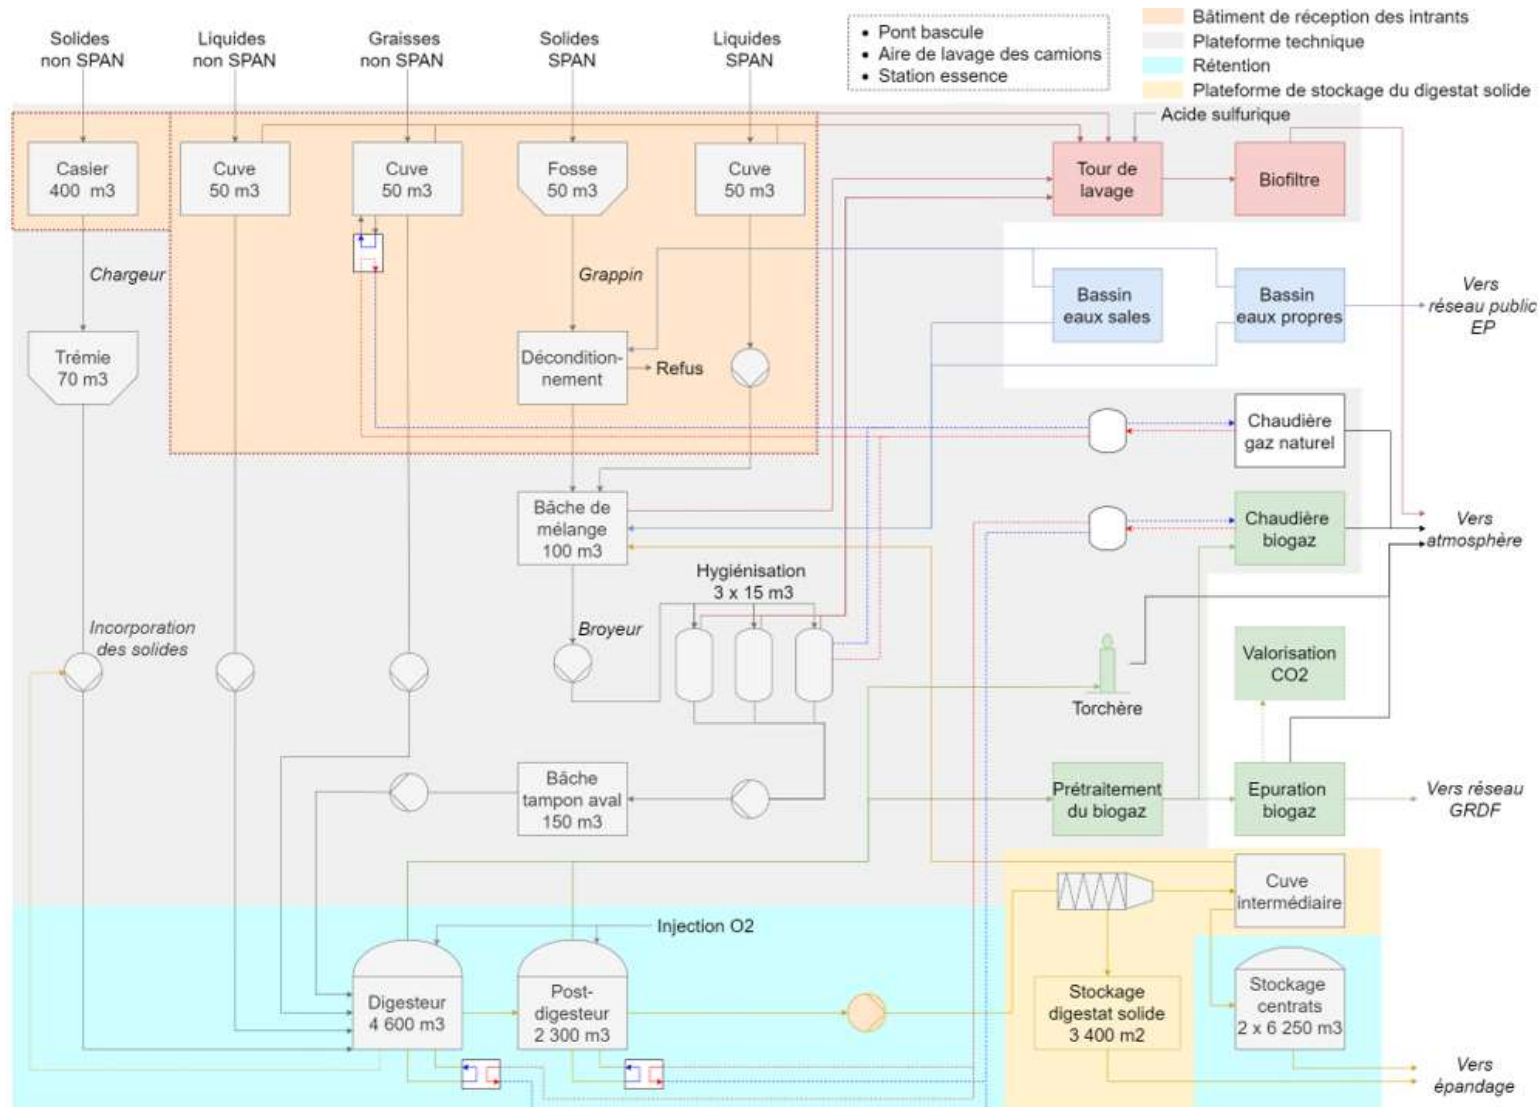 Solides
non SPAN
Liquides
non SPAN
Graisses
non SPAN
Solides
SPAN
Liquides
SPAN
• Pont bascule
• Aire de lavage des camions
• Station essence
Bâtiment de réception des intrants
Plateforme technique
Rétention
Plateforme de stockage du digestat solide
Acide sulfurique
Casier
400 m3
Cuve
50 m3
Cuve
50 m3
Fosse
50 m3
Cuve
50 m3
Tour de
lavage
Biofiltre
Chargeur
Grappin
Bassin
eaux sales
Bassin
eaux propres
Vers
réseau public
EP
Trémie
70 m3
Décondition-
nement
Refus
Chaudière
gaz naturel
Bâche de
mélange
100 m3
Chaudière
biogaz
Vers
atmosphère
Hygiénisation
3 x 15 m3
Incorporation
des solides
Broyeur
Valorisation
CO2
Torchère
Bâche
tampon aval
150 m3
Prétraitement
du biogaz
Epuration
biogaz
Vers réseau
GRDF
Cuve
intermédiaire
Injection O2
Digesteur
4 600 m3
Post-
digesteur
2 300 m3
Stockage
digestat solide
3 400 m2
Stockage
centrats
2 x 6 250 m3
Vers
épandage